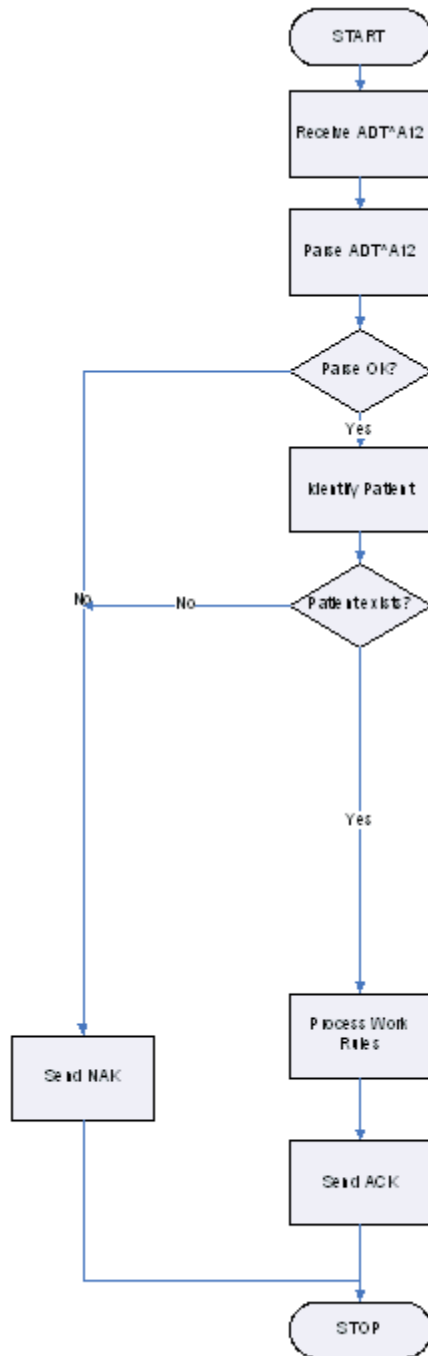 START
Receive ADT^A12
Parse ADT^A12
Parse OK?
Yes
Identify Patient
Patient exists?
No
No
Yes
Process Work
Rules
Send NAK
Send ACK
STOP